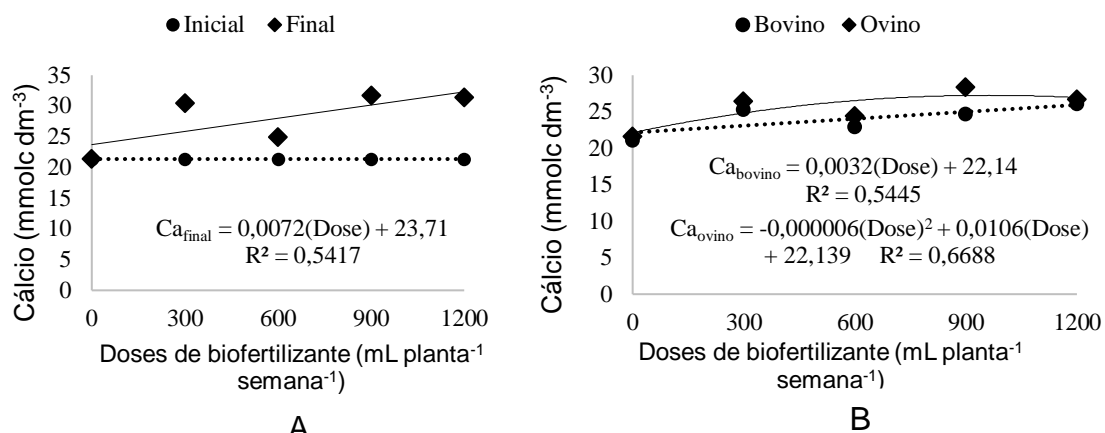 ●Inicial ◆Final
Cálcio (mmolc dm⁻³)
35
30
25
20
15
10
5
0
Ca_final = 0,0072(Dose) + 23,71
R² = 0,5417
0 300 600 900 1200
Doses de biofertilizante (mL planta⁻¹
semana⁻¹)
A
●Bovino ◆Ovino
Cálcio (mmolc dm⁻³)
30
25
20
15
10
5
0
Ca_bovino = 0,0032(Dose) + 22,14
R² = 0,5445
Ca_ovino = -0,000006(Dose)² + 0,0106(Dose)
+ 22,139 R² = 0,6688
0 300 600 900 1200
Doses de biofertilizante (mL planta⁻¹
semana⁻¹)
B